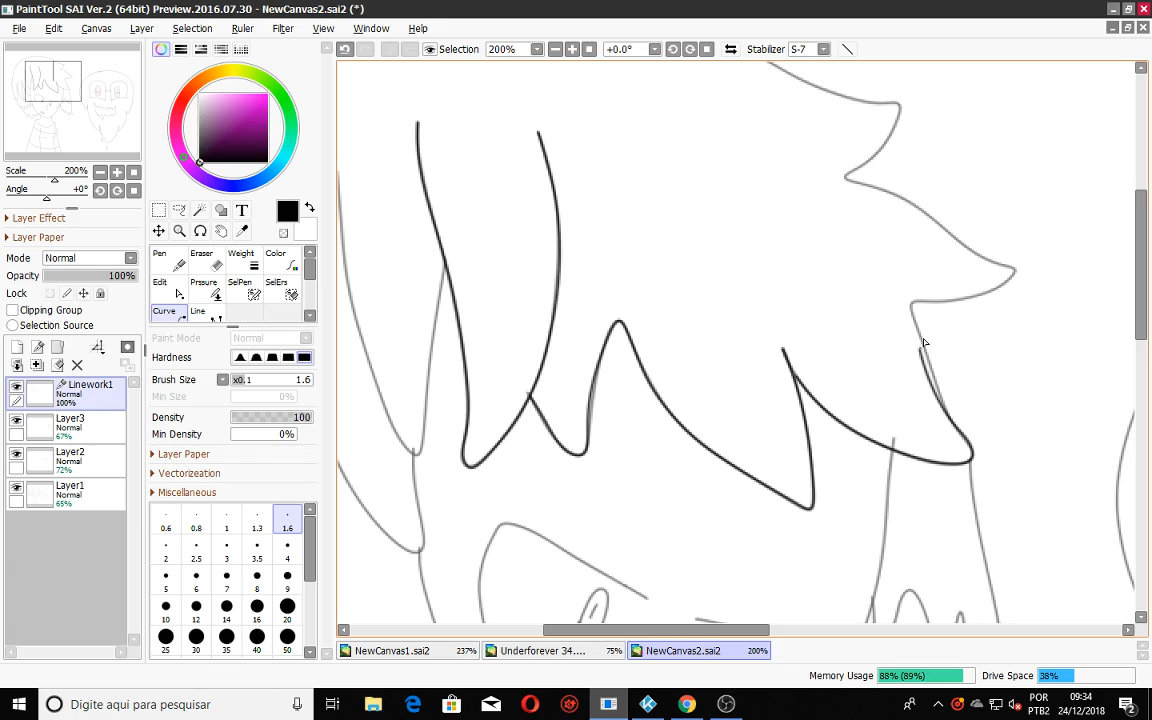 PaintTool SAI Ver.2 (64bit) Preview.2016.07.30 - NewCanvas2.sai2 (*)
File Edit Canvas Layer Selection Filter Ruler View Window Help
Selection 200% +0.0° Stabilizer S-7
Scale 200%
Angle +0°
Layer Effect
Layer Paper
Mode Normal
Opacity 100%
Lock
Clipping Group
Selection Source
Linework1
Normal
100%
Layer3
Normal
67%
Layer2
Normal
72%
Layer1
Normal
65%
T
Pen Eraser Weight Color
Edit Prssure SelPen SelErs
Curve Line
Paint Mode Normal
Hardness
Brush Size x0.1 1.6
Min Size 0%
Density 100
Min Density 0%
Layer Paper
Vectorization
Miscellaneous
0.6 0.8 1 1.3 1.6
2 2.5 3 3.5 4
5 6 7 8 9
10 12 14 16 20
25 30 35 40 50
NewCanvas1.sai2 237% Underforever 34.... 75% NewCanvas2.sai2 200%
Memory Usage 88% (89%) Drive Space 38%
Digite aqui para pesquisar
POR
PTB2
09:34
24/12/2018
2